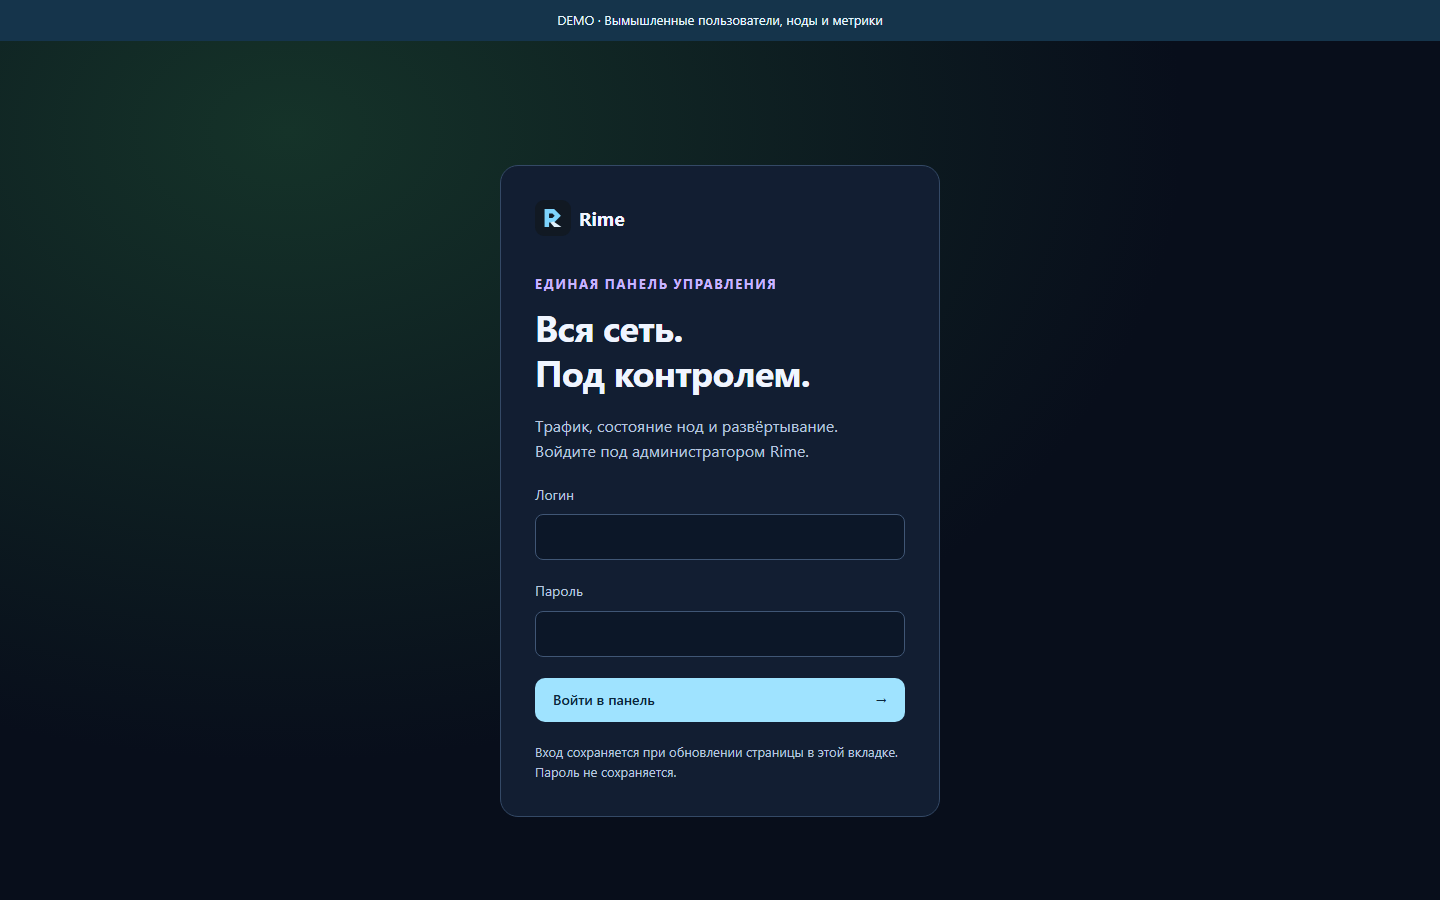 DEMO · Вымышленные пользователи, ноды и метрики
R Rime
ЕДИНАЯ ПАНЕЛЬ УПРАВЛЕНИЯ
Вся сеть.
Под контролем.
Трафик, состояние нод и развёртывание.
Войдите под администратором Rime.
Логин
Пароль
Войти в панель →
Вход сохраняется при обновлении страницы в этой вкладке.
Пароль не сохраняется.